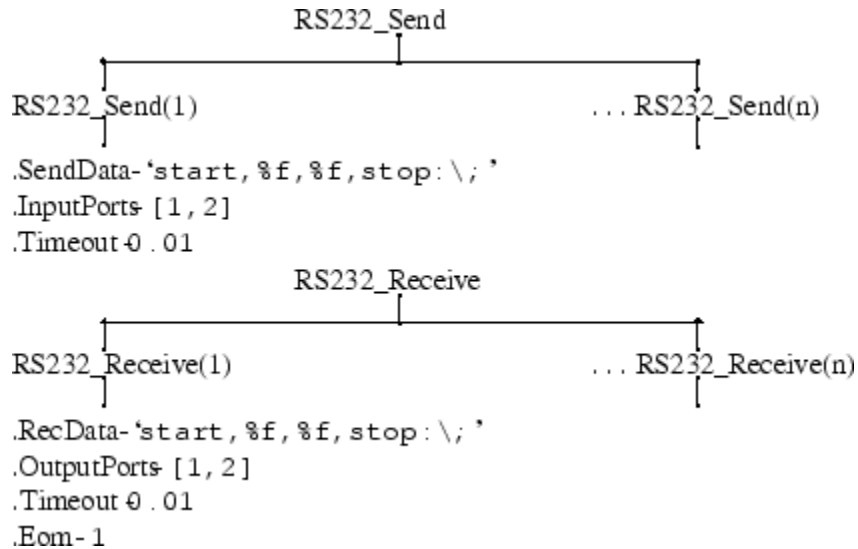 RS232_Send
RS232_Send(1) ... RS232_Send(n)
.SendData-‘start,%f,%f,stop:\;’
.InputPorts-[1,2]
.Timeout-0.01
RS232_Receive
RS232_Receive(1) ... RS232_Receive(n)
.RecData-‘start,%f,%f,stop:\;’
.OutputPorts-[1,2]
.Timeout-0.01
.Eom-1